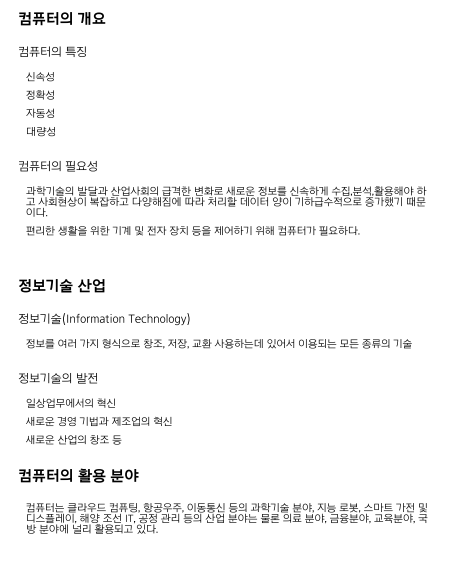 컴퓨터의 개요
컴퓨터의 특징
신속성
정확성
자동성
대량성
컴퓨터의 필요성
과학기술의 발달과 산업사회의 급격한 변화로 새로운 정보를 신속하게 수집,분석,활용해야 하
고 사회현상이 복잡하고 다양해짐에 따라 처리할 데이터 양이 기하급수적으로 증가했기 때문
이다.
편리한 생활을 위한 기계 및 전자 장치 등을 제어하기 위해 컴퓨터가 필요하다.
정보기술 산업
정보기술(Information Technology)
정보를 여러 가지 형식으로 창조, 저장, 교환 사용하는데 있어서 이용되는 모든 종류의 기술
정보기술의 발전
일상업무에서의 혁신
새로운 경영 기법과 제조업의 혁신
새로운 산업의 창조 등
컴퓨터의 활용 분야
컴퓨터는 클라우드 컴퓨팅, 항공우주, 이동통신 등의 과학기술 분야, 지능 로봇, 스마트 가전 및
디스플레이, 해양 조선 IT, 공정 관리 등의 산업 분야는 물론 의료 분야, 금융분야, 교육분야, 국
방 분야에 널리 활용되고 있다.